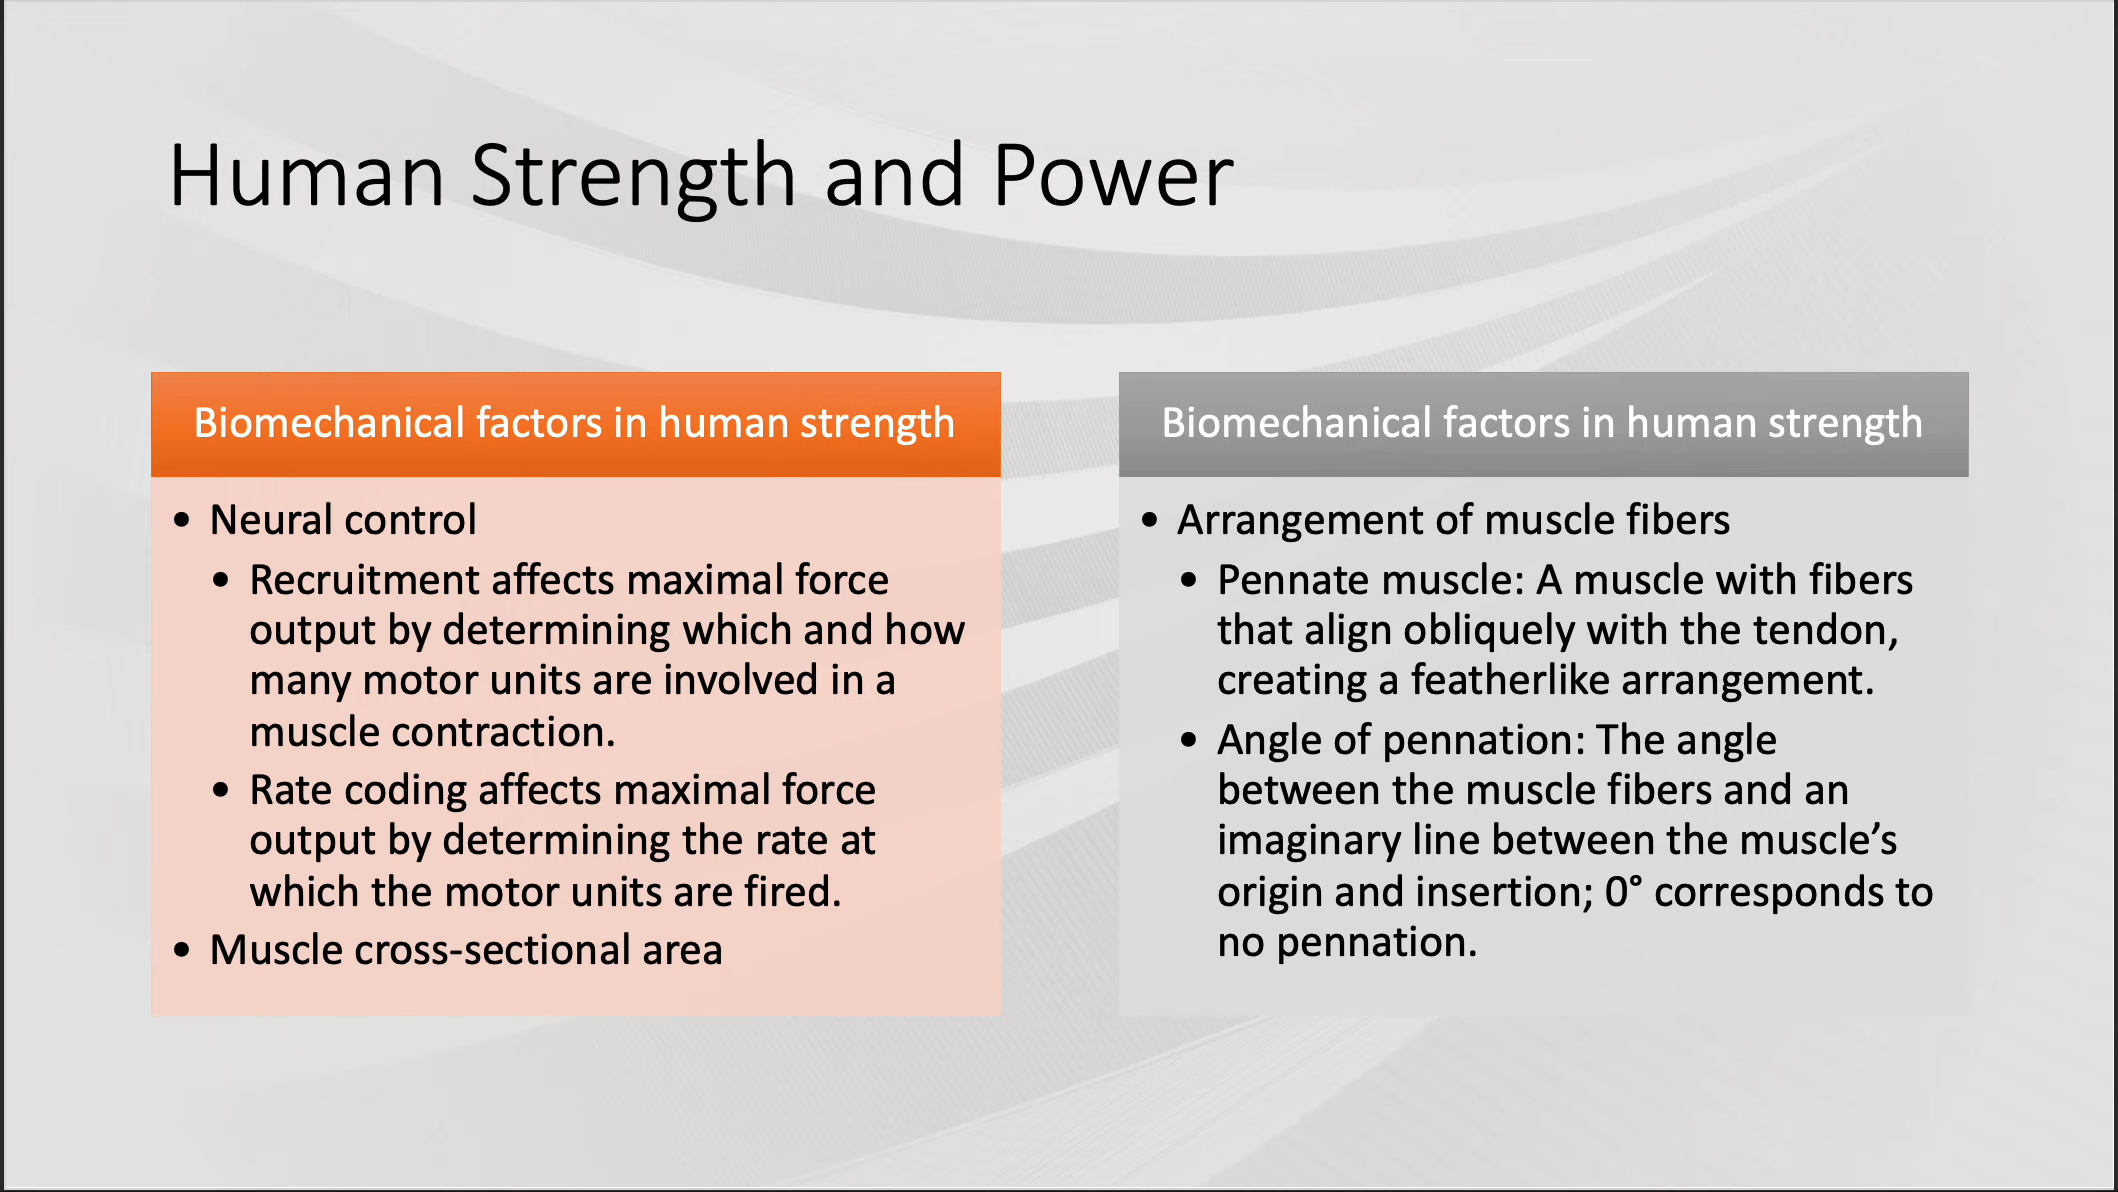 Human Strength and Power
Biomechanical factors in human strength
• Neural control
• Recruitment affects maximal force
output by determining which and how
many motor units are involved in a
muscle contraction.
• Rate coding affects maximal force
output by determining the rate at
which the motor units are fired.
• Muscle cross-sectional area
Biomechanical factors in human strength
• Arrangement of muscle fibers
• Pennate muscle: A muscle with fibers
that align obliquely with the tendon,
creating a featherlike arrangement.
• Angle of pennation: The angle
between the muscle fibers and an
imaginary line between the muscle’s
origin and insertion; 0° corresponds to
no pennation.